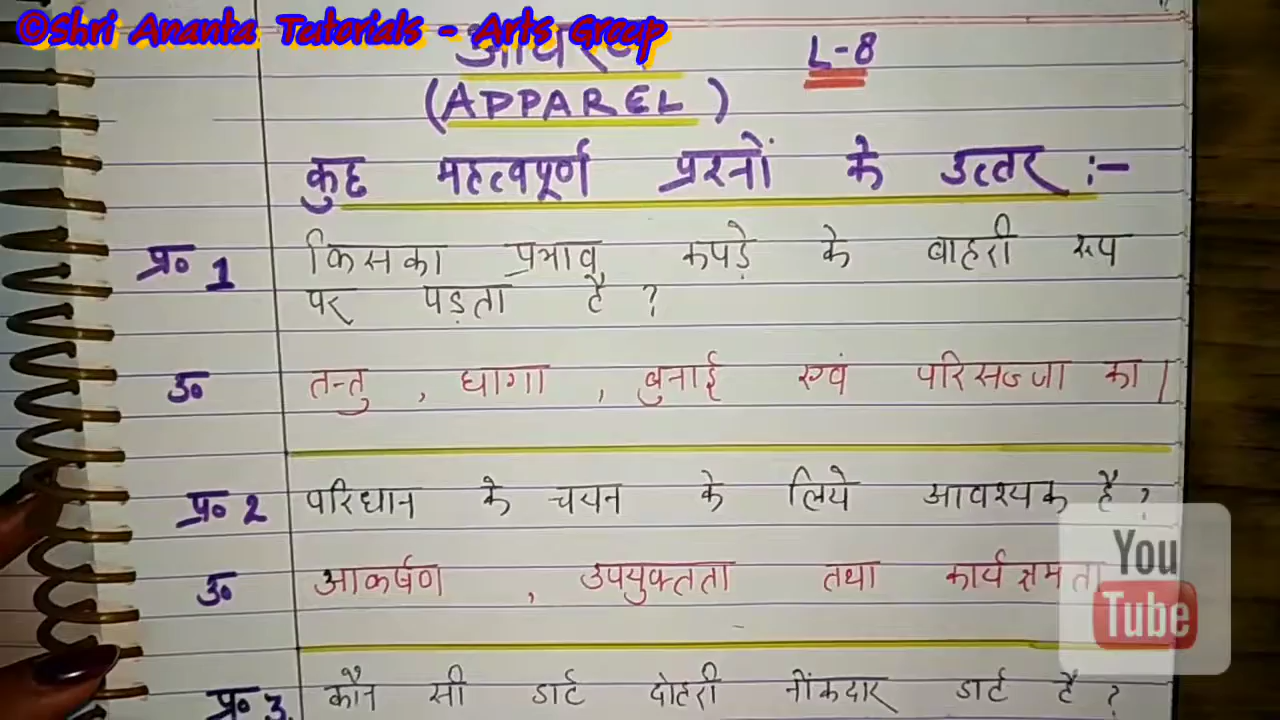 ©Shri Ananta Tutorials - Arts Group
L-8
(APPAREL)
कुछ महत्वपूर्ण प्रश्नों के उत्तर :-
प्र० 1 किसका प्रभाव कपड़े के बाहरी रूप
पर पड़ता है ?
उ० तन्तु , धागा , बुनाई एवं परिसज्जा का।
प्र० 2 परिधान के चयन के लिये आवश्यक है ?
उ० आकर्षण , उपयुक्तता तथा कार्यक्षमता
You
Tube
प्र० 3. कौन सी डार्ट दोहरी नोंकदार डार्ट है ?